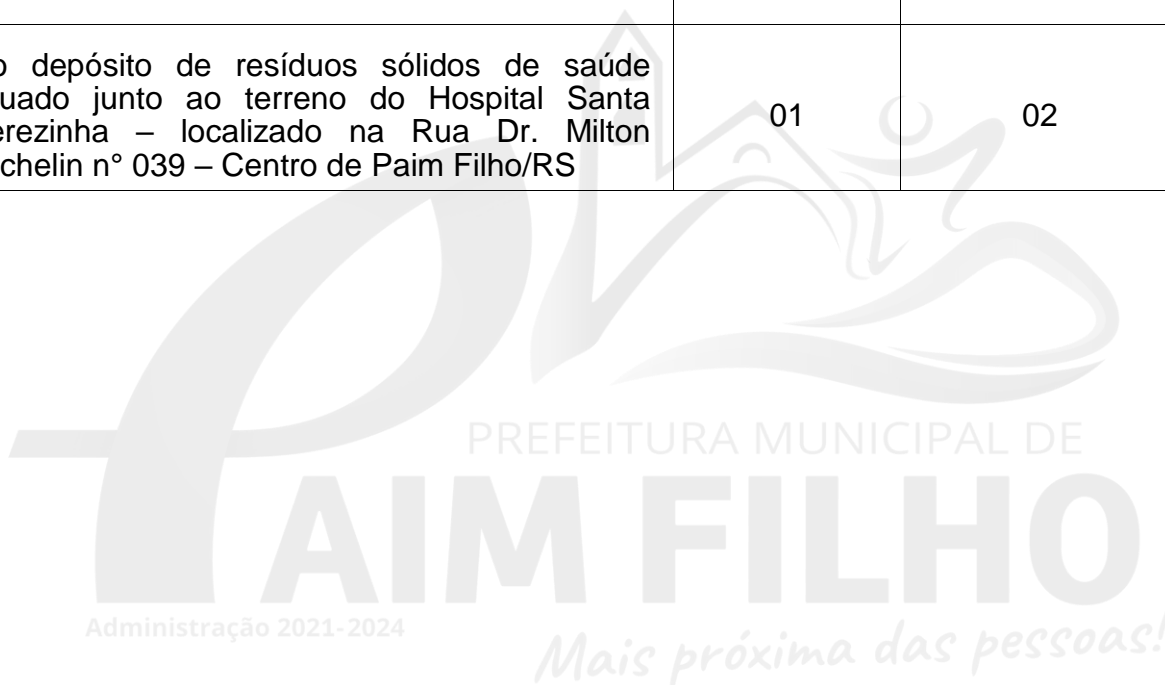 o depósito de resíduos sólidos de saúde
uado junto ao terreno do Hospital Santa
erezinha – localizado na Rua Dr. Milton
chelin n° 039 – Centro de Paim Filho/RS
01
02
PREFEITURA MUNICIPAL DE
PAIM FILHO
Administração 2021-2024
Mais próxima das pessoas!